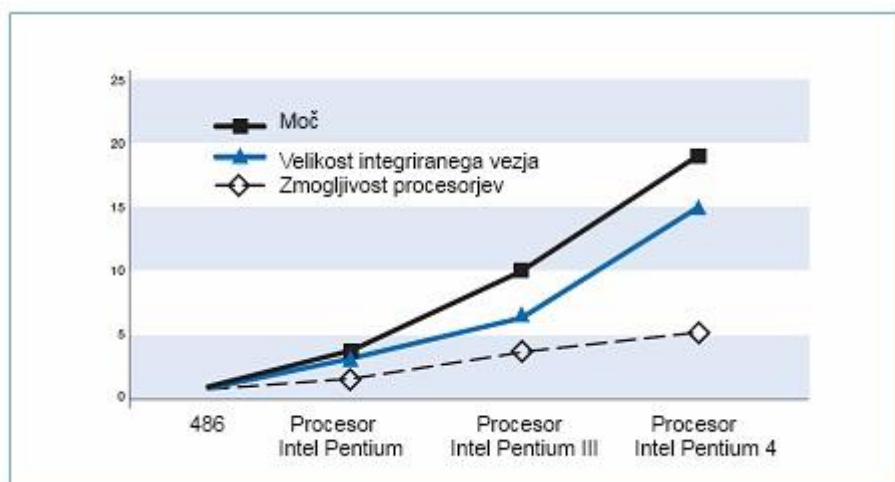 25
20
15
10
5
0
Moč
Velikost integriranega vezja
Zmogljivost procesorjev
486
Procesor
Intel Pentium
Procesor
Intel Pentium III
Procesor
Intel Pentium 4